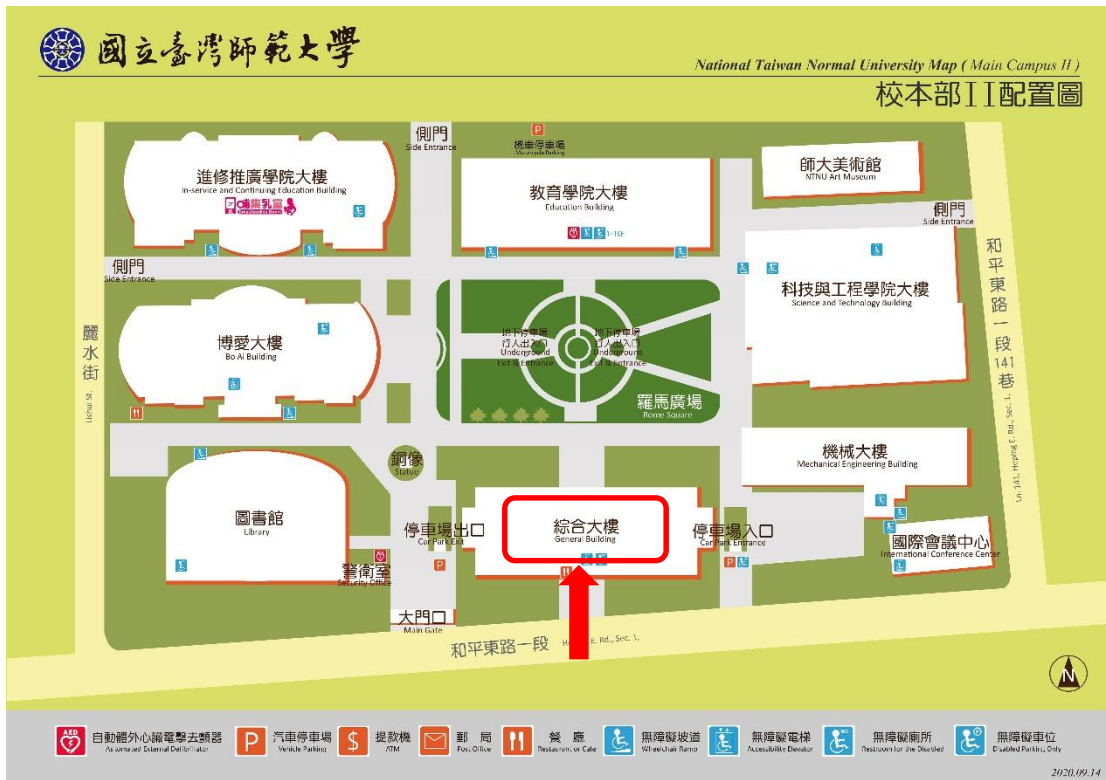 國立臺灣師範大學
National Taiwan Normal University Map ( Main Campus II )
校本部II配置圖
側門
Side Entrance
P
機車停車場
Motorcycle Parking
進修推廣學院大樓
In-service and Continuing Education Building
哺集乳室
教育學院大樓
Education Building
師大美術館
NTNU Art Museum
側門
Side Entrance
側門
Side Entrance
科技與工程學院大樓
Science and Technology Building
和平東路一段141巷
Ln. 141, Heping E. Rd., Sec. 1,
麗水街
Lishui St.
博愛大樓
Bo Ai Building
地下停車場
行人出入口
Underground
Exit & Entrance
地下停車場
行人出入口
Underground
Exit & Entrance
羅馬廣場
Rome Square
銅像
Statue
機械大樓
Mechanical Engineering Building
圖書館
Library
停車場出口
Car Park Exit
P
綜合大樓
General Building
停車場入口
Car Park Entrance
P
國際會議中心
International Conference Center
警衛室
Security Office
大門口
Main Gate
和平東路一段
E. Rd., Sec. 1,
N
AED
自動體外心臟電擊去顫器
Automated External Defibrillator
P
汽車停車場
Vehicle Parking
$
提款機
ATM
郵 局
Post Office
餐 廳
Restaurant or Cafe
無障礙坡道
Wheelchair Ramp
無障礙電梯
Accessibility Elevator
無障礙廁所
Restroom for the Disabled
無障礙車位
Disabled Parking Only
2020.09.14